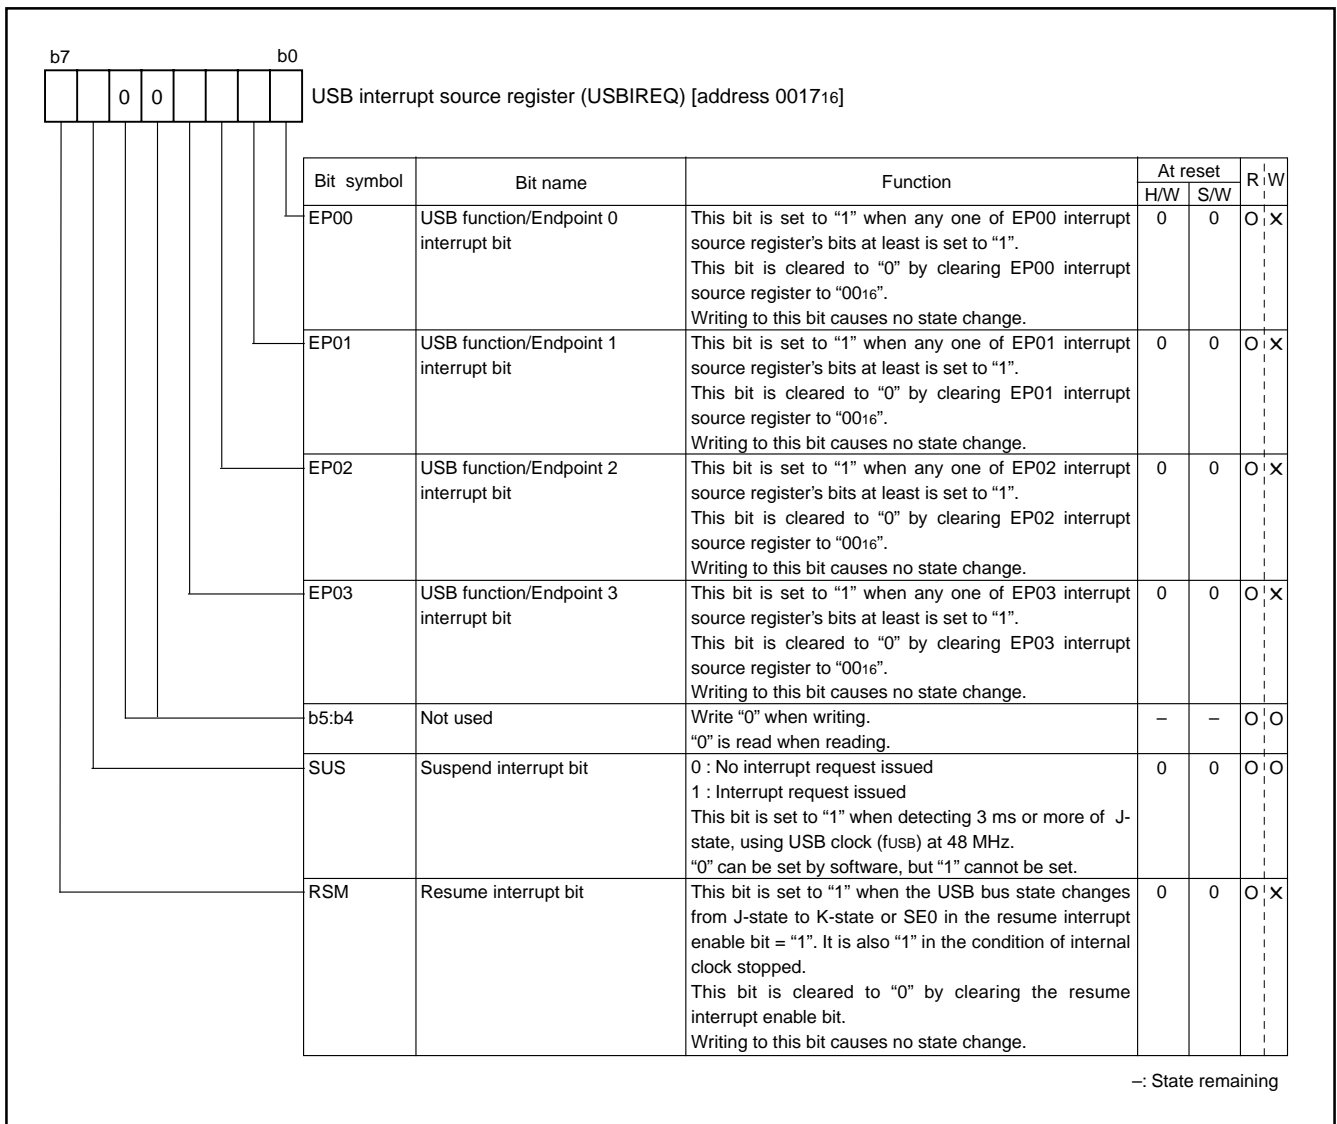 b7 b0
0 0
USB interrupt source register (USBIREQ) [address 001716]
Bit symbol Bit name Function At reset R W
H/W S/W
EP00 USB function/Endpoint 0 This bit is set to “1” when any one of EP00 interrupt 0 0 O ×
interrupt bit source register’s bits at least is set to “1”.
This bit is cleared to “0” by clearing EP00 interrupt
source register to “0016”.
Writing to this bit causes no state change.
EP01 USB function/Endpoint 1 This bit is set to “1” when any one of EP01 interrupt 0 0 O ×
interrupt bit source register’s bits at least is set to “1”.
This bit is cleared to “0” by clearing EP01 interrupt
source register to “0016”.
Writing to this bit causes no state change.
EP02 USB function/Endpoint 2 This bit is set to “1” when any one of EP02 interrupt 0 0 O ×
interrupt bit source register’s bits at least is set to “1”.
This bit is cleared to “0” by clearing EP02 interrupt
source register to “0016”.
Writing to this bit causes no state change.
EP03 USB function/Endpoint 3 This bit is set to “1” when any one of EP03 interrupt 0 0 O ×
interrupt bit source register’s bits at least is set to “1”.
This bit is cleared to “0” by clearing EP03 interrupt
source register to “0016”.
Writing to this bit causes no state change.
b5:b4 Not used Write “0” when writing. – – O O
“0” is read when reading.
SUS Suspend interrupt bit 0 : No interrupt request issued 0 0 O O
1 : Interrupt request issued
This bit is set to “1” when detecting 3 ms or more of J-
state, using USB clock (fUSB) at 48 MHz.
“0” can be set by software, but “1” cannot be set.
RSM Resume interrupt bit This bit is set to “1” when the USB bus state changes 0 0 O ×
from J-state to K-state or SE0 in the resume interrupt
enable bit = “1”. It is also “1” in the condition of internal
clock stopped.
This bit is cleared to “0” by clearing the resume
interrupt enable bit.
Writing to this bit causes no state change.
–: State remaining